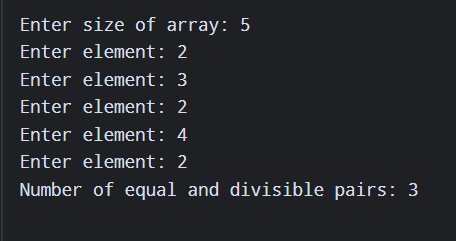 Enter size of array: 5
Enter element: 2
Enter element: 3
Enter element: 2
Enter element: 4
Enter element: 2
Number of equal and divisible pairs: 3